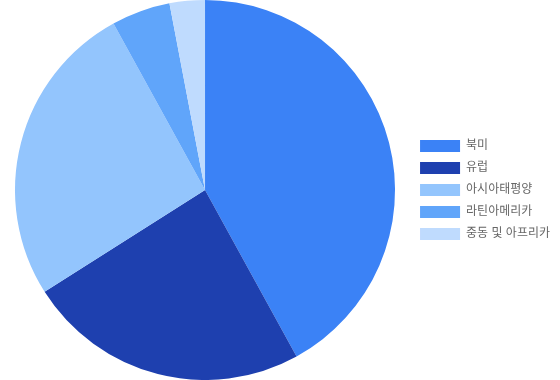 북미
유럽
아시아태평양
라틴아메리카
중동 및 아프리카